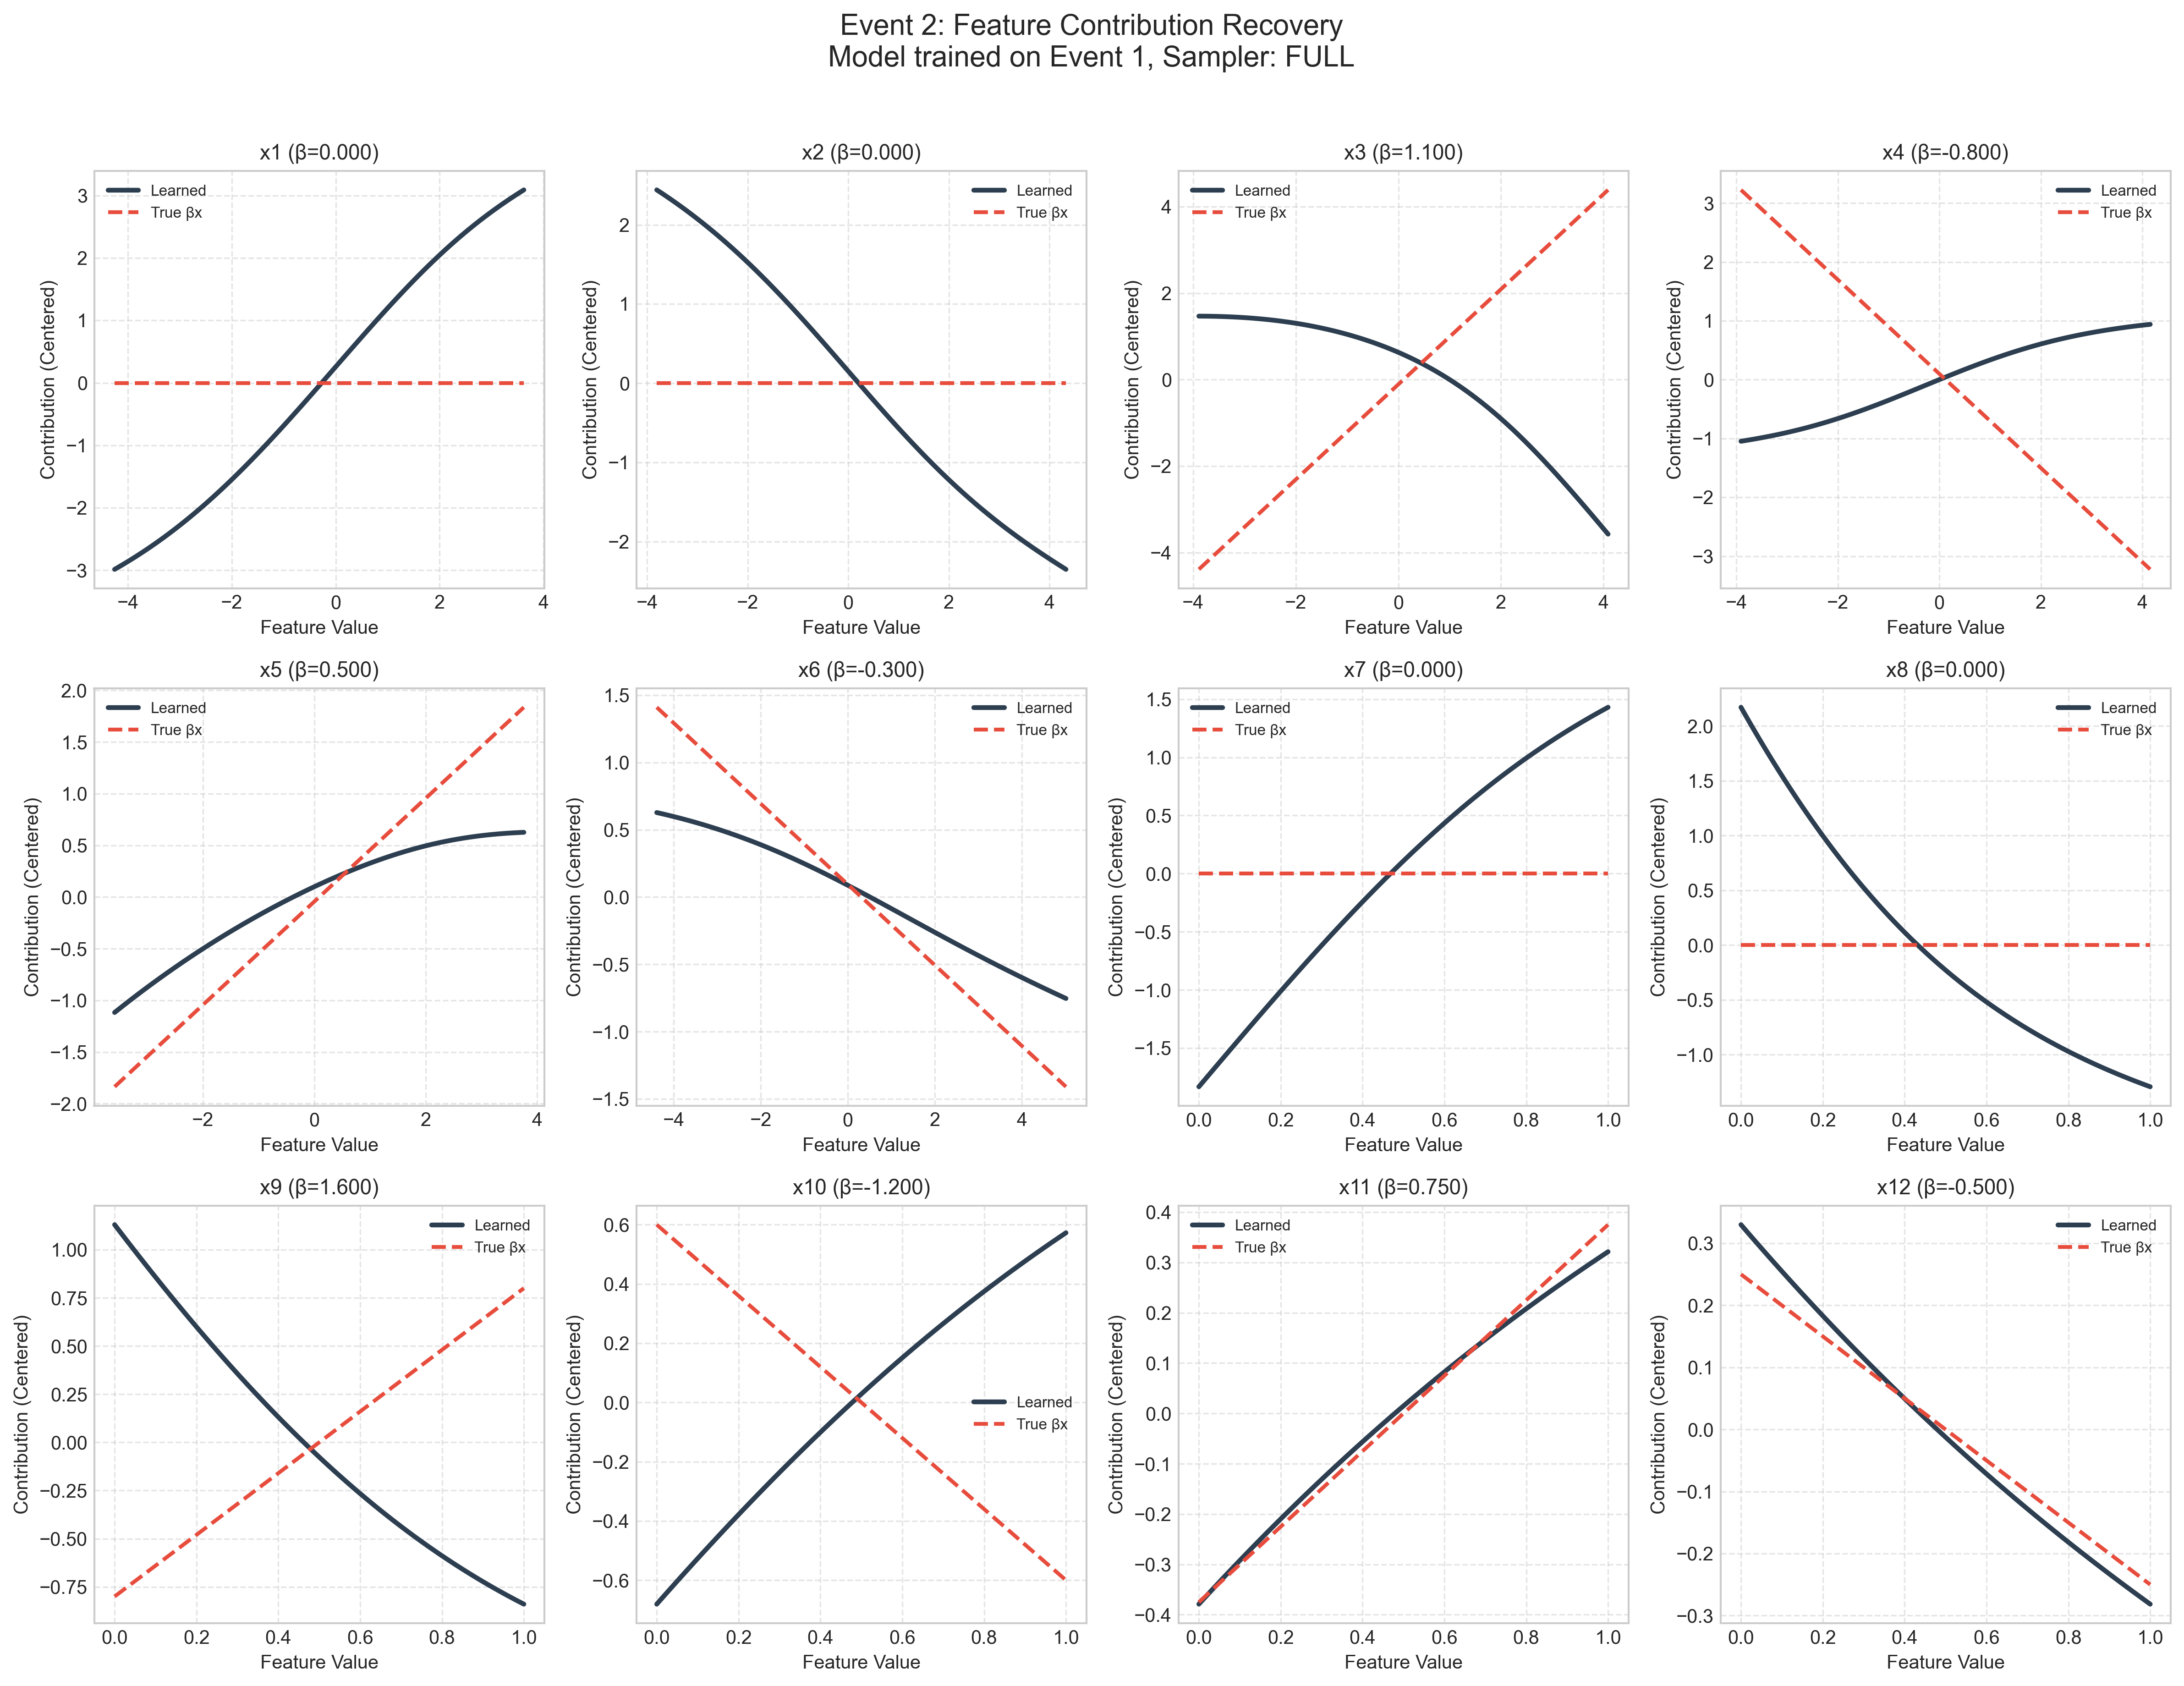 Event 2: Feature Contribution Recovery
Model trained on Event 1, Sampler: FULL
x1 (β=0.000)
Learned
True βx
3
2
1
0
−1
−2
−3
−4
−2
0
2
4
Contribution (Centered)
Feature Value
x2 (β=0.000)
Learned
True βx
2
1
0
−1
−2
−4
−2
0
2
4
Contribution (Centered)
Feature Value
x3 (β=1.100)
Learned
True βx
4
2
0
−2
−4
−4
−2
0
2
4
Contribution (Centered)
Feature Value
x4 (β=-0.800)
Learned
True βx
3
2
1
0
−1
−2
−3
−4
−2
0
2
4
Contribution (Centered)
Feature Value
x5 (β=0.500)
Learned
True βx
2.0
1.5
1.0
0.5
0.0
−0.5
−1.0
−1.5
−2.0
−2
0
2
4
Contribution (Centered)
Feature Value
x6 (β=-0.300)
Learned
True βx
1.5
1.0
0.5
0.0
−0.5
−1.0
−1.5
−4
−2
0
2
4
Contribution (Centered)
Feature Value
x7 (β=0.000)
Learned
True βx
1.5
1.0
0.5
0.0
−0.5
−1.0
−1.5
0.0
0.2
0.4
0.6
0.8
1.0
Contribution (Centered)
Feature Value
x8 (β=0.000)
Learned
True βx
2.0
1.5
1.0
0.5
0.0
−0.5
−1.0
0.0
0.2
0.4
0.6
0.8
1.0
Contribution (Centered)
Feature Value
x9 (β=1.600)
Learned
True βx
1.00
0.75
0.50
0.25
0.00
−0.25
−0.50
−0.75
0.0
0.2
0.4
0.6
0.8
1.0
Contribution (Centered)
Feature Value
x10 (β=-1.200)
Learned
True βx
0.6
0.4
0.2
0.0
−0.2
−0.4
−0.6
0.0
0.2
0.4
0.6
0.8
1.0
Contribution (Centered)
Feature Value
x11 (β=0.750)
Learned
True βx
0.4
0.3
0.2
0.1
0.0
−0.1
−0.2
−0.3
−0.4
0.0
0.2
0.4
0.6
0.8
1.0
Contribution (Centered)
Feature Value
x12 (β=-0.500)
Learned
True βx
0.3
0.2
0.1
0.0
−0.1
−0.2
−0.3
0.0
0.2
0.4
0.6
0.8
1.0
Contribution (Centered)
Feature Value